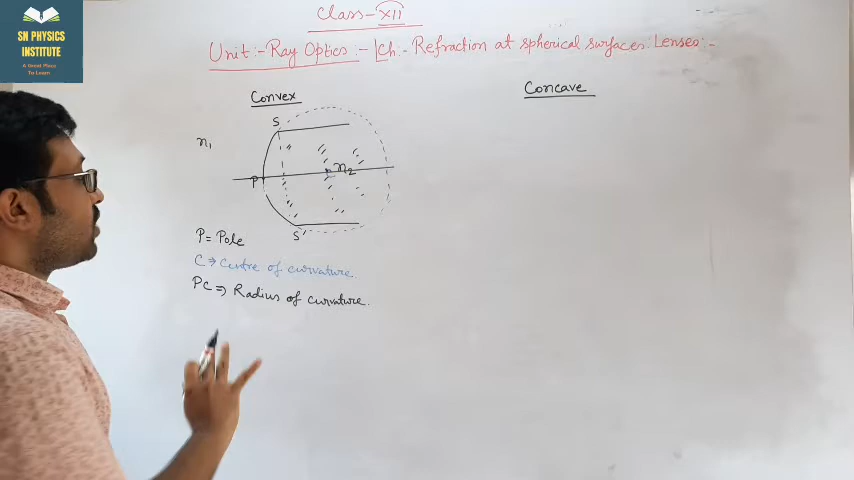 SN PHYSICS
INSTITUTE
A Great Place
To Learn
Class-XII
Unit:-Ray Optics:- Ch:- Refraction at spherical surfaces: Lenses:-
Convex
Concave
S
n1
n2
P
S'
P= Pole
C⇒ Centre of curvature
PC⇒ Radius of curvature.